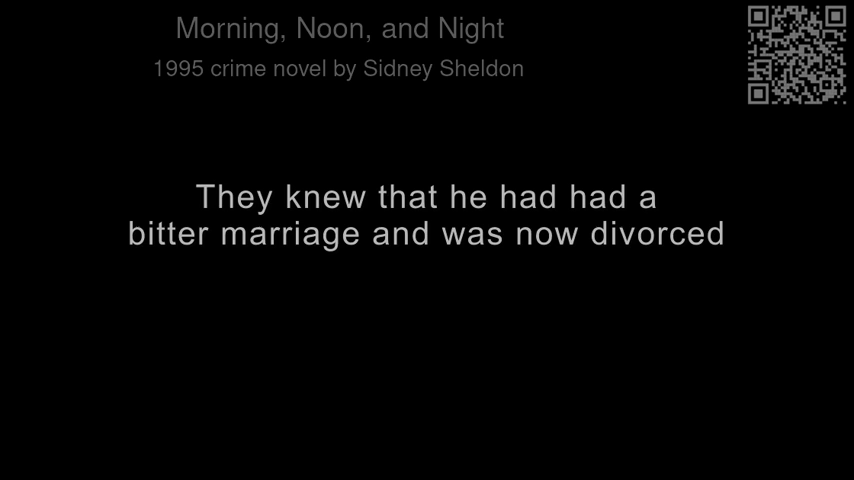 Morning, Noon, and Night
1995 crime novel by Sidney Sheldon
They knew that he had had a
bitter marriage and was now divorced